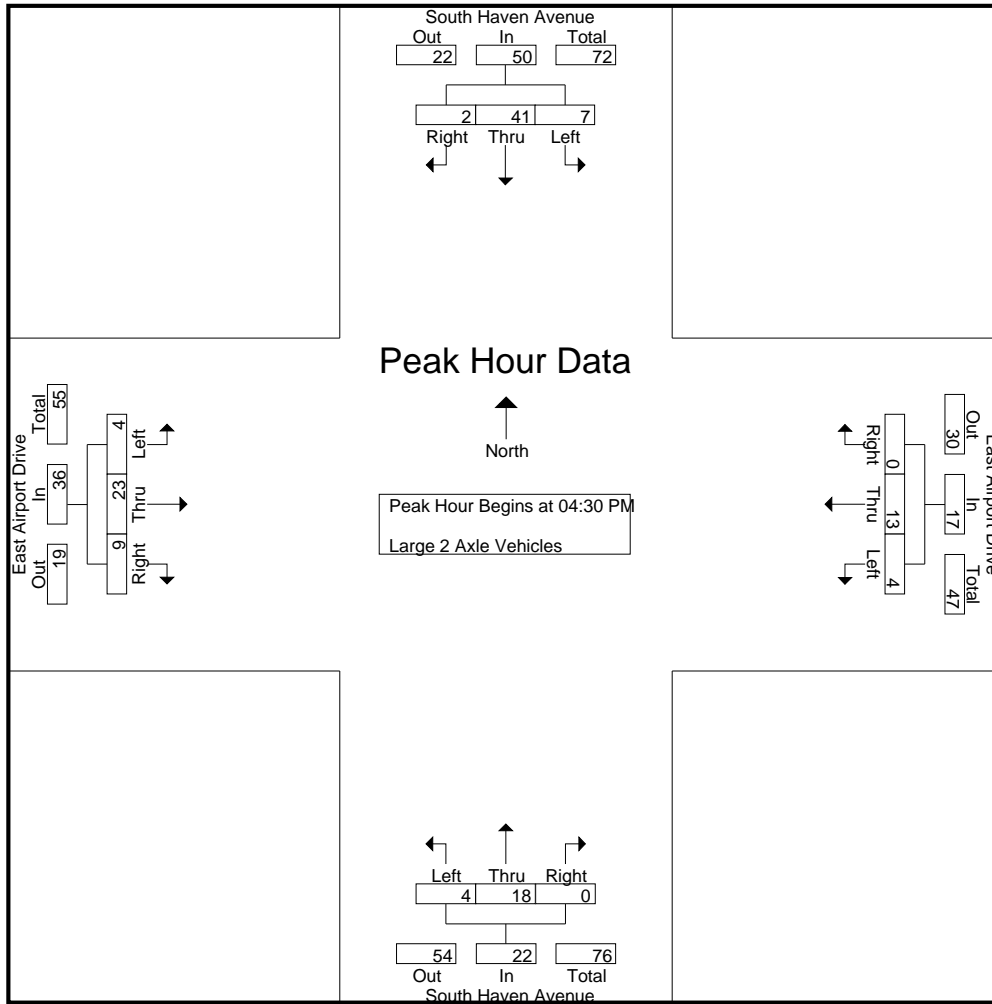 South Haven Avenue
Out In Total
22 50 72
2 41 7
Right Thru Left
Peak Hour Data
North
Peak Hour Begins at 04:30 PM
Large 2 Axle Vehicles
East Airport Drive
Total In Out
55 36 19
4 23 9
Left Thru Right
East Airport Drive
Out In Total
30 17 47
0 13 4
Right Thru Left
Left Thru Right
4 18 0
54 22 76
Out In Total
South Haven Avenue